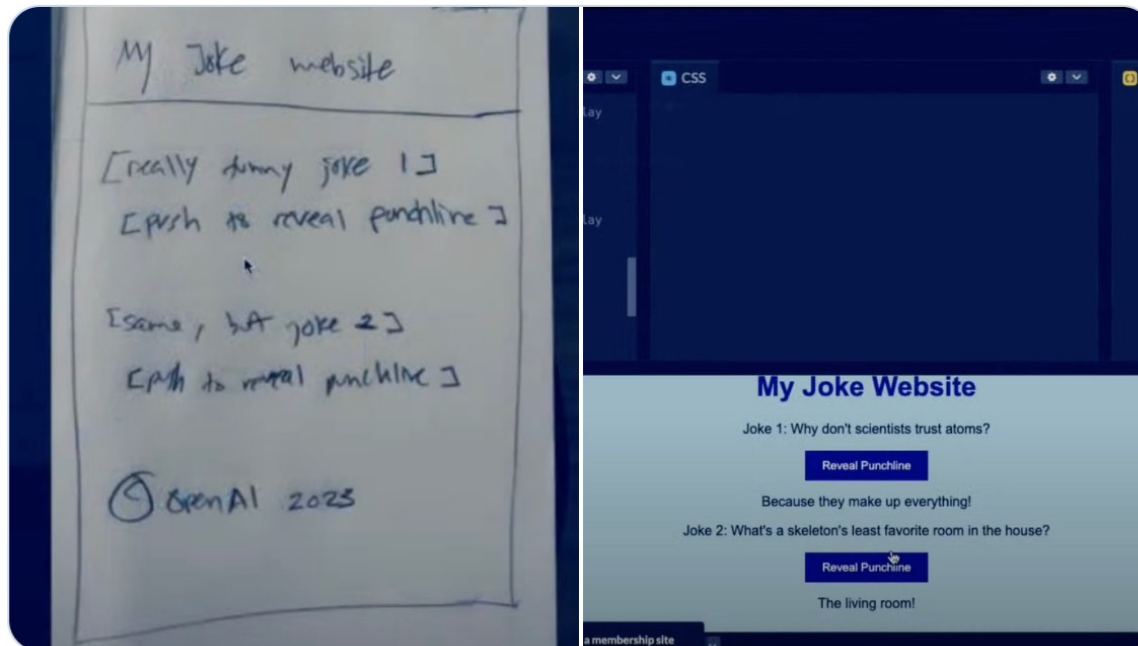 My Joke website
[really funny joke 1]
[push to reveal punchline]
[same, but joke 2]
[push to reveal punchline]
© OpenAI 2023
CSS
lay
lay
My Joke Website
Joke 1: Why don't scientists trust atoms?
Reveal Punchline
Because they make up everything!
Joke 2: What's a skeleton's least favorite room in the house?
Reveal Punchline
The living room!
a membership site